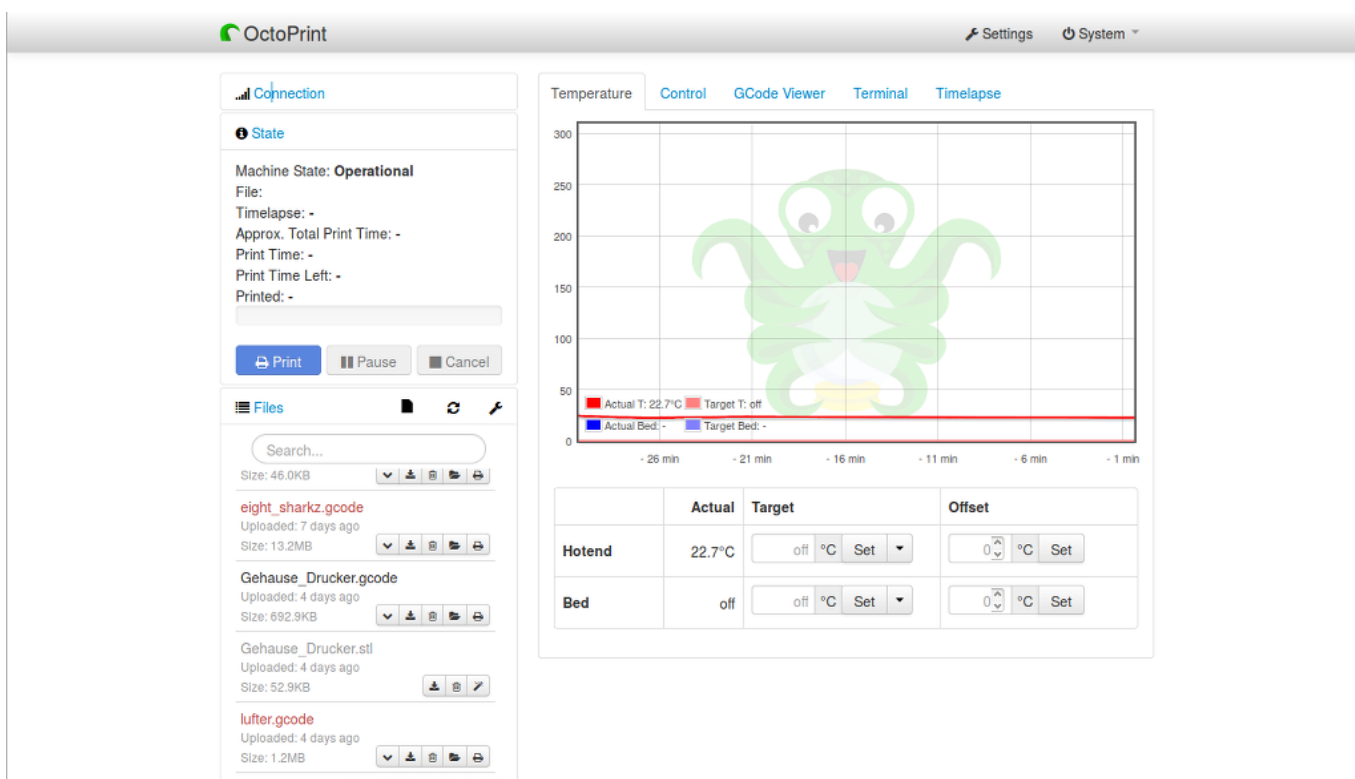 OctoPrint
Settings System
Connection
State
Machine State: Operational
File:
Timelapse: -
Approx. Total Print Time: -
Print Time: -
Print Time Left: -
Printed: -
Print Pause Cancel
Files
Search...
Size: 46.0KB
eight_sharkz.gcode
Uploaded: 7 days ago
Size: 13.2MB
Gehause_Drucker.gcode
Uploaded: 4 days ago
Size: 692.9KB
Gehause_Drucker.stl
Uploaded: 4 days ago
Size: 52.9KB
lufter.gcode
Uploaded: 4 days ago
Size: 1.2MB
Temperature Control GCode Viewer Terminal Timelapse
300
250
200
150
100
50
0
Actual T: 22.7°C Target T: off
Actual Bed: - Target Bed: -
- 26 min - 21 min - 16 min - 11 min - 6 min - 1 min
Actual Target Offset
Hotend 22.7°C off °C Set 0 °C Set
Bed off off °C Set 0 °C Set